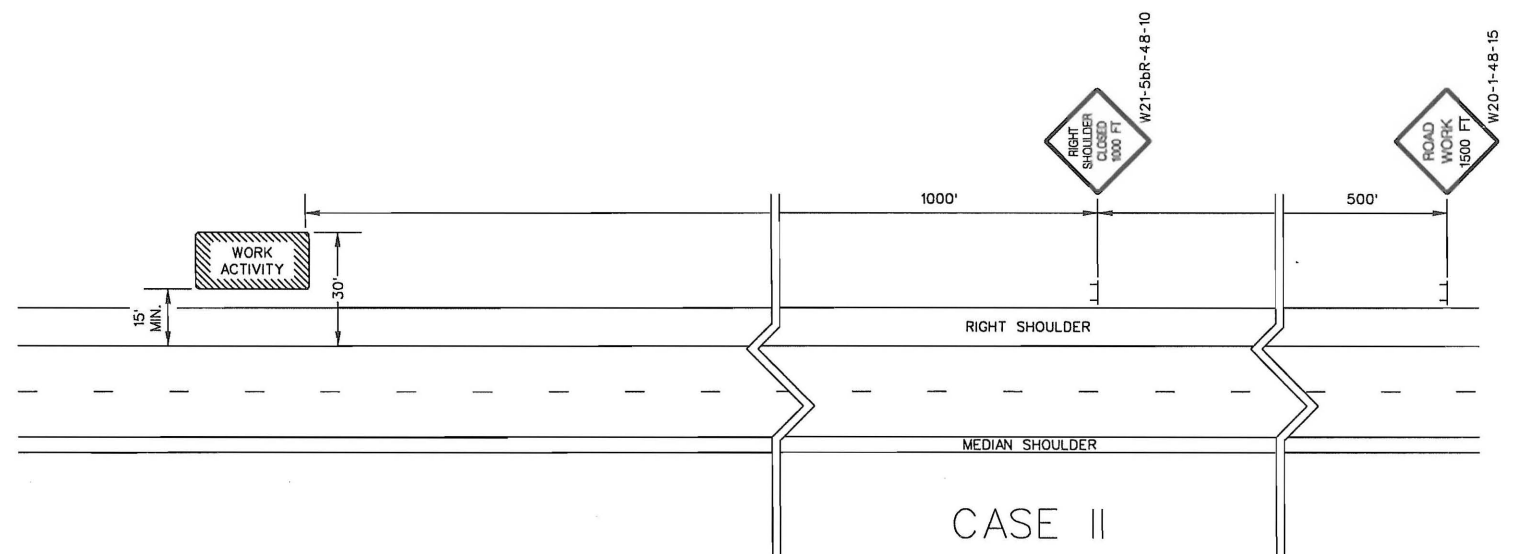 W21-5bR-48-10
W20-1-48-15
RIGHT
SHOULDER
CLOSED
1000 FT
ROAD
WORK
1500 FT
1000'
500'
WORK
ACTIVITY
30'
15'
MIN.
RIGHT SHOULDER
MEDIAN SHOULDER
CASE II